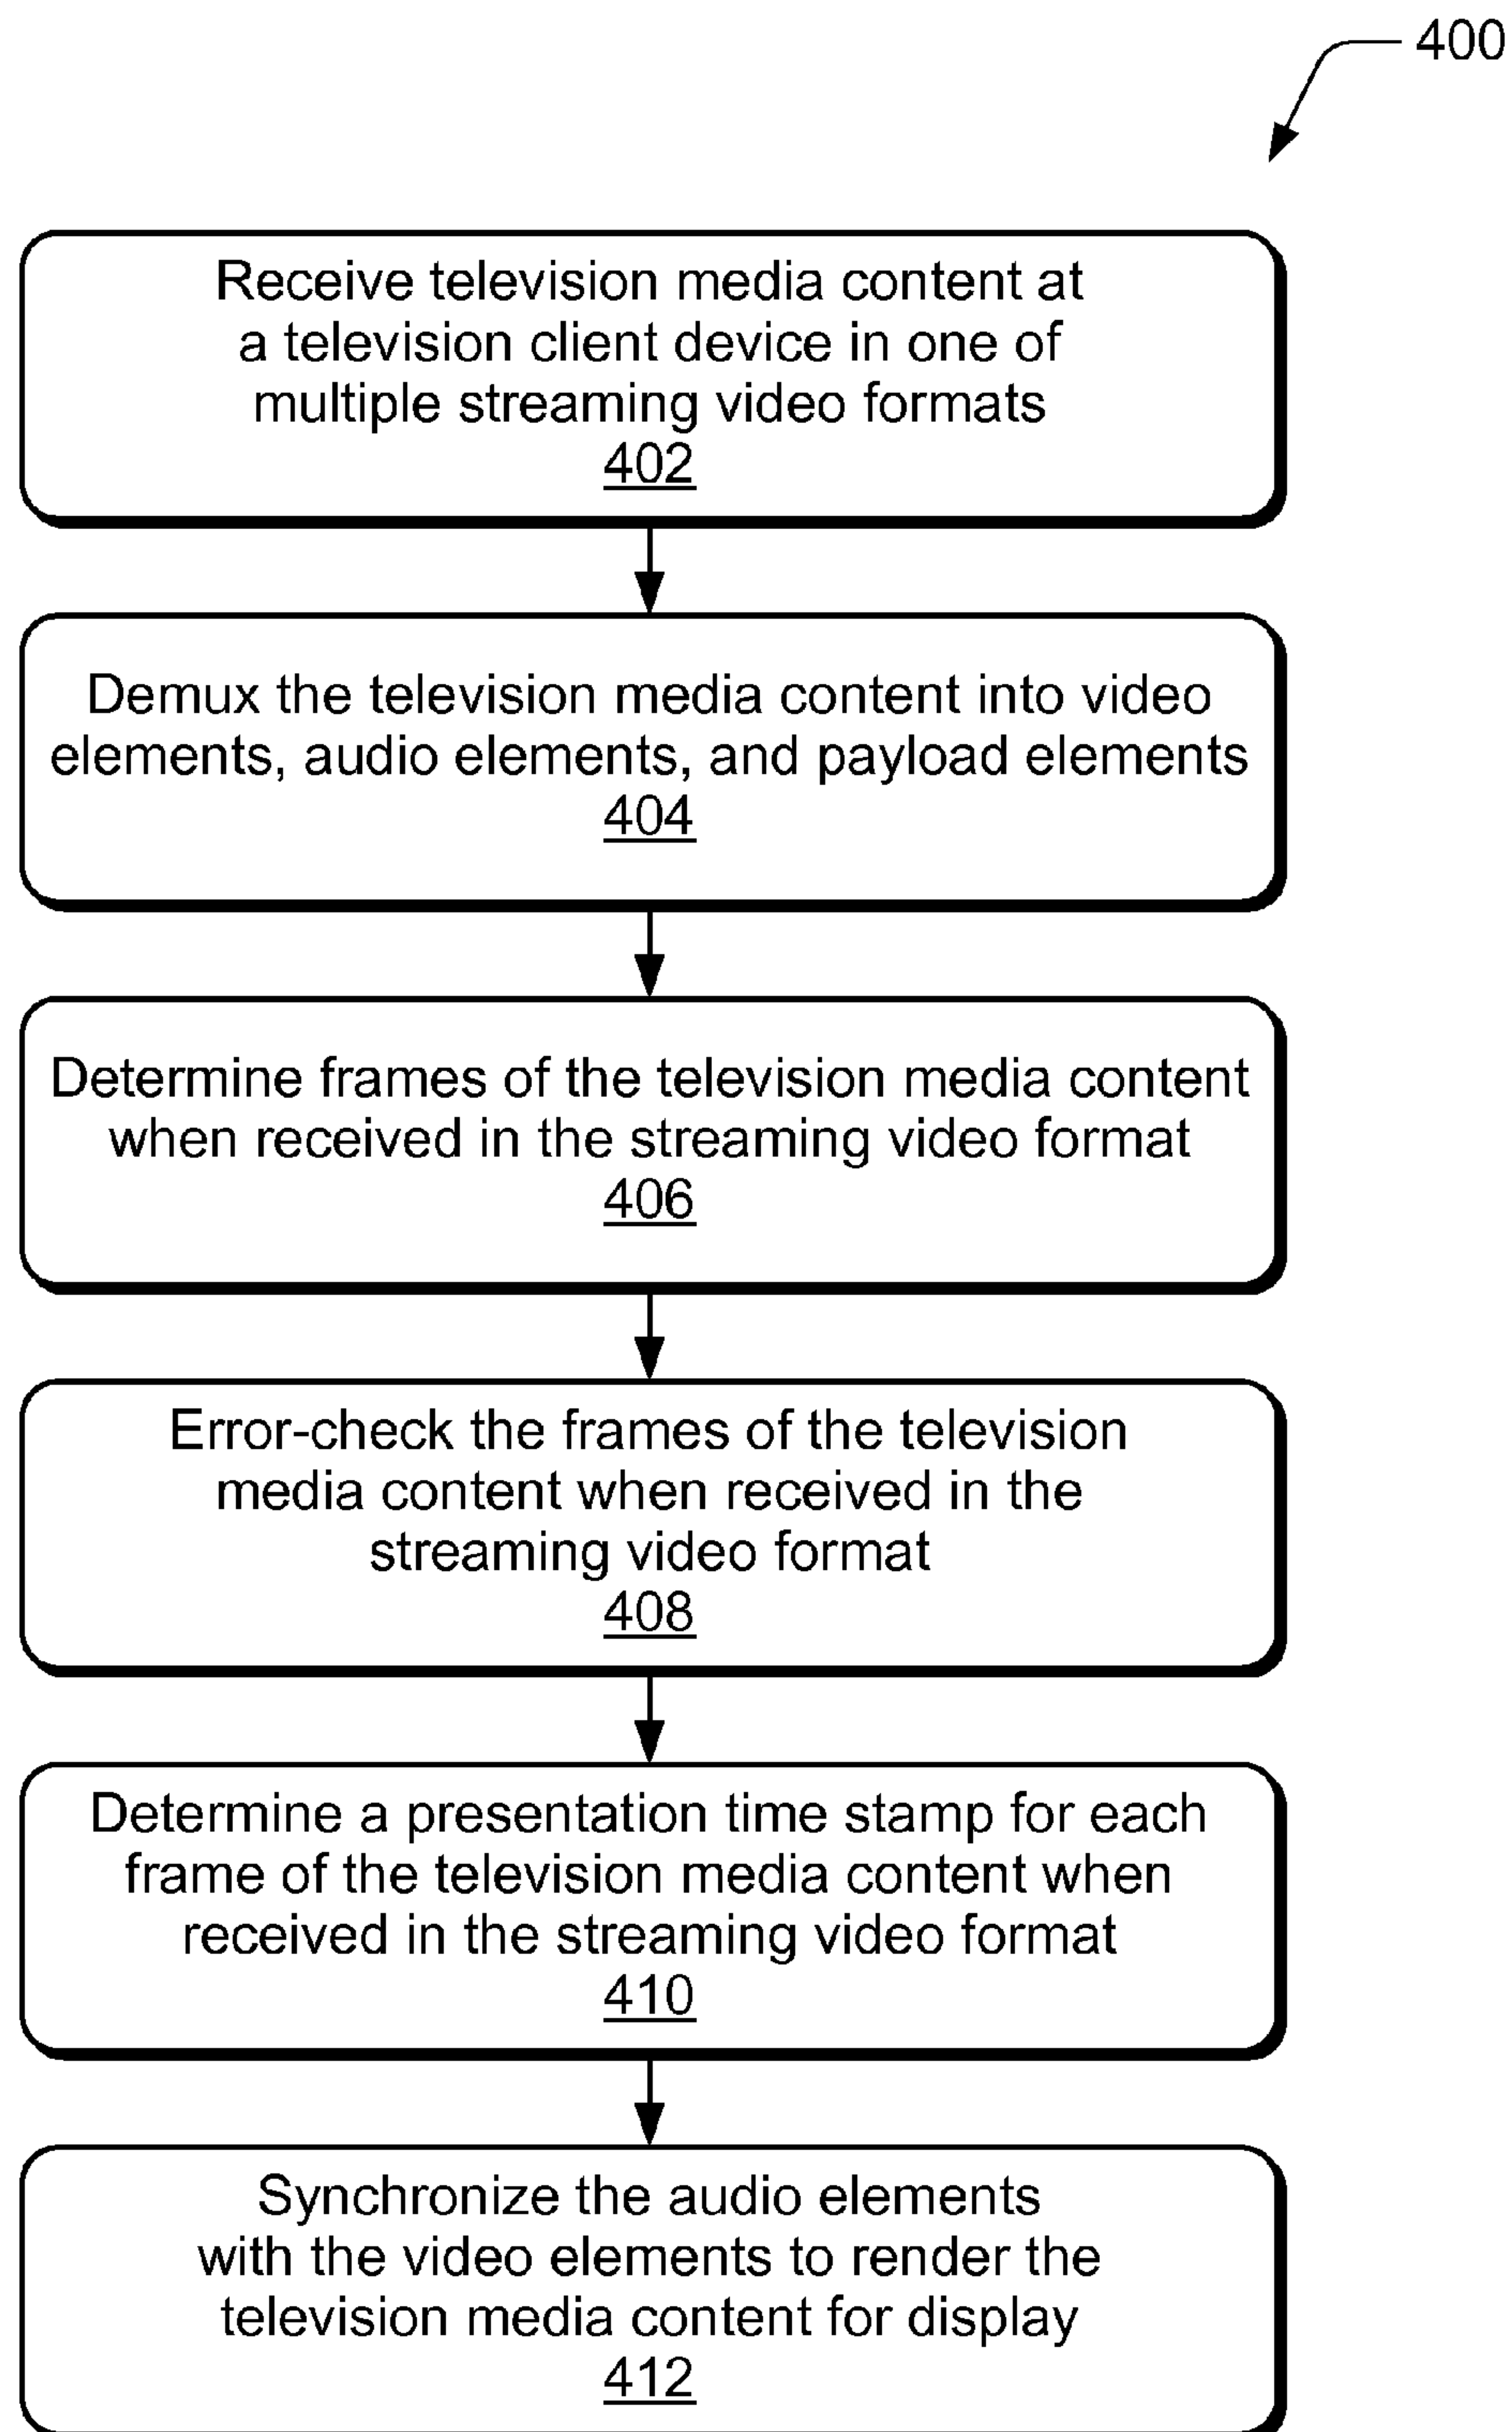 400
Receive television media content at
a television client device in one of
multiple streaming video formats
402
Demux the television media content into video
elements, audio elements, and payload elements
404
Determine frames of the television media content
when received in the streaming video format
406
Error-check the frames of the television
media content when received in the
streaming video format
408
Determine a presentation time stamp for each
frame of the television media content when
received in the streaming video format
410
Synchronize the audio elements
with the video elements to render the
television media content for display
412